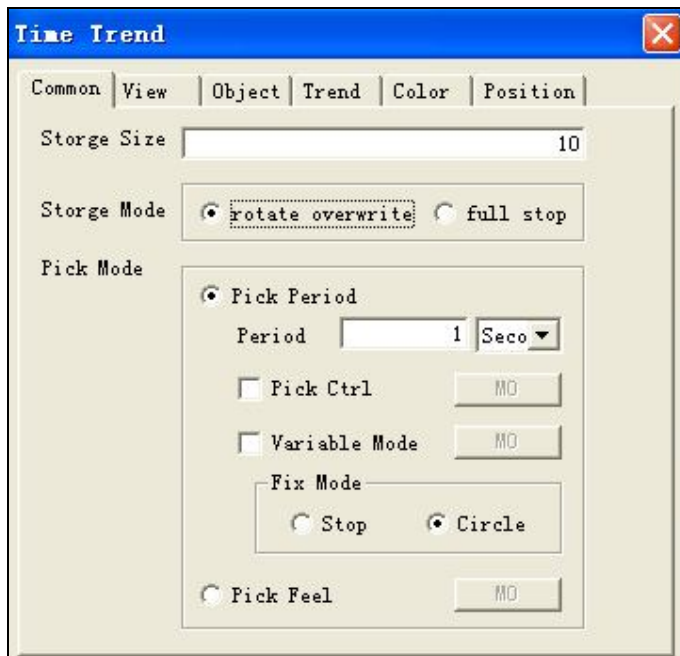 Time Trend
Common View Object Trend Color Position
Storge Size 10
Storge Mode rotate overwrite full stop
Pick Mode
Pick Period
Period 1 Seco
Pick Ctrl M0
Variable Mode M0
Fix Mode
Stop Circle
Pick Feel M0